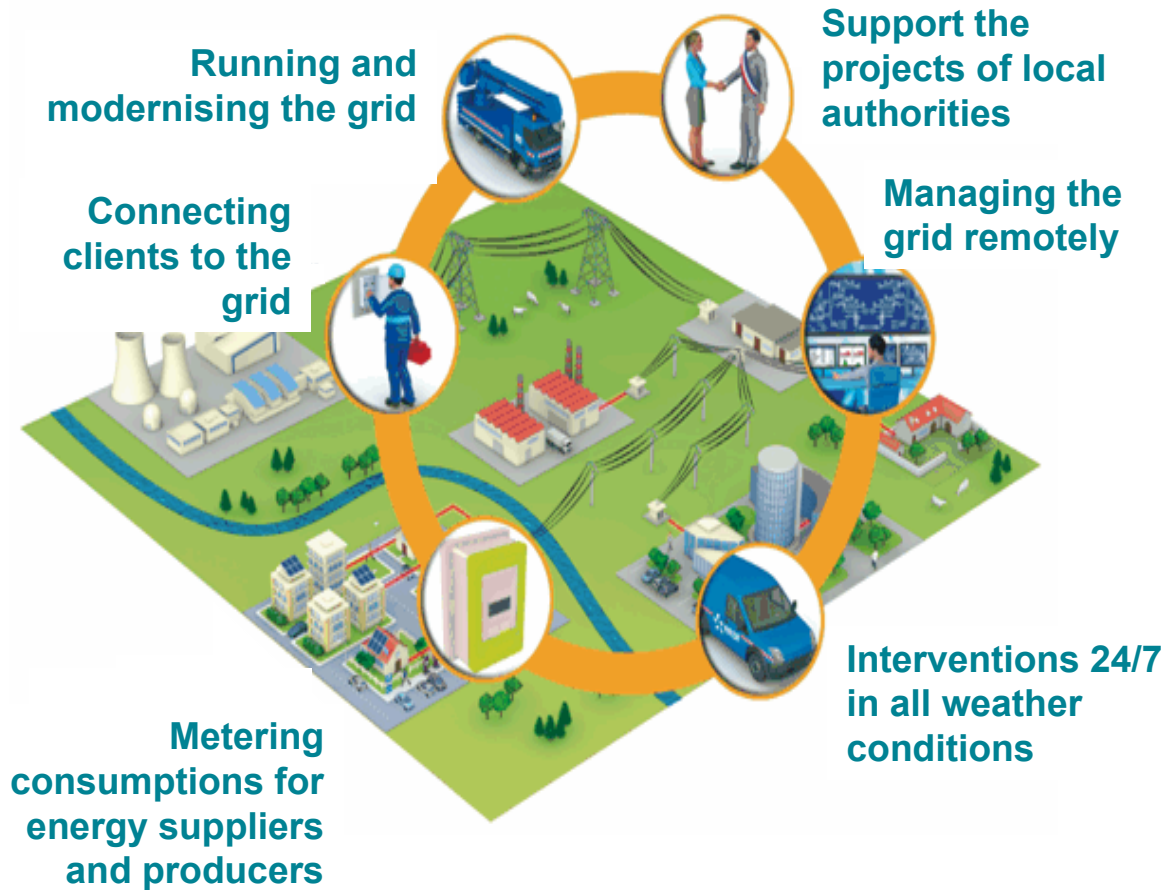 Running and
modernising the grid
Support the
projects of local
authorities
Connecting
clients to the
grid
Managing the
grid remotely
Metering
consumptions for
energy suppliers
and producers
Interventions 24/7
in all weather
conditions